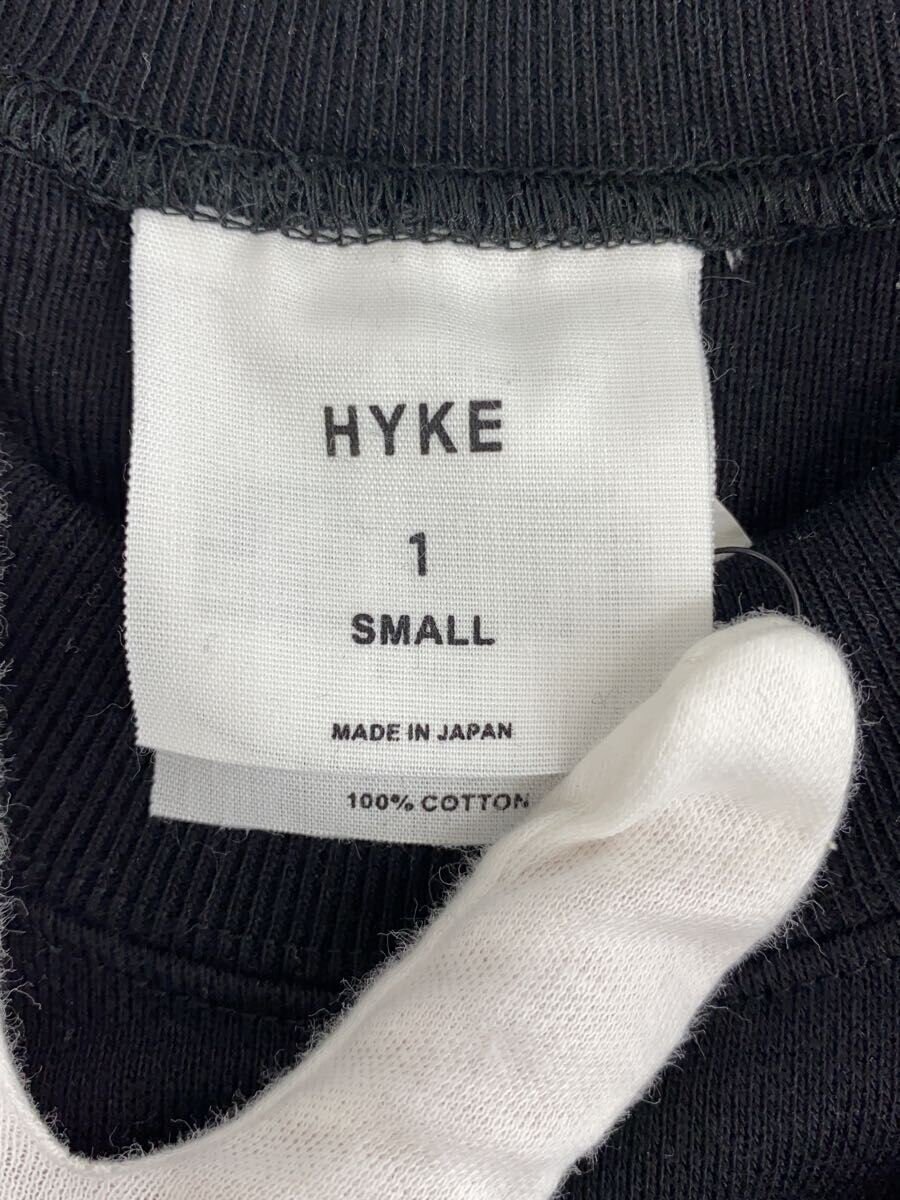 HYKE
1
SMALL
MADE IN JAPAN
100% COTTON